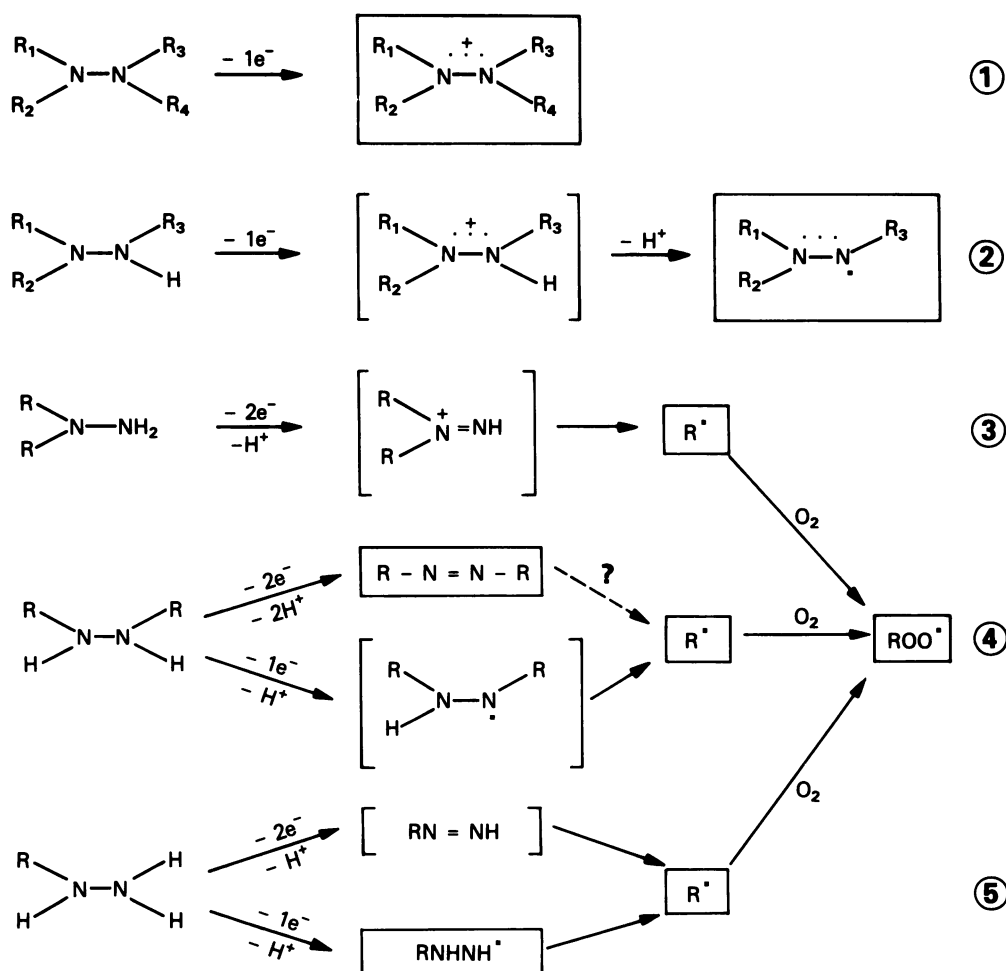 R₁ R₃ R₁ R₃
N – N – 1e⁻ N – N ·+·
R₂ R₄ R₂ R₄
①
R₁ R₃ R₁ R₃ R₁ R₃
N – N – 1e⁻ N – N ·+· – H⁺ N – N· ···
R₂ H R₂ H R₂
②
R R
N – NH₂ – 2e⁻ –H⁺ N⁺ = NH R·
R R
③
O₂
R – N = N – R ?
R R – 2e⁻ – 2H⁺
N – N R· O₂ ROO·
H H – 1e⁻ – H⁺
R R
N – N·
H
④
O₂
RN = NH
R H – 2e⁻ – H⁺
N – N R·
H H – 1e⁻ – H⁺
RNHNH·
⑤